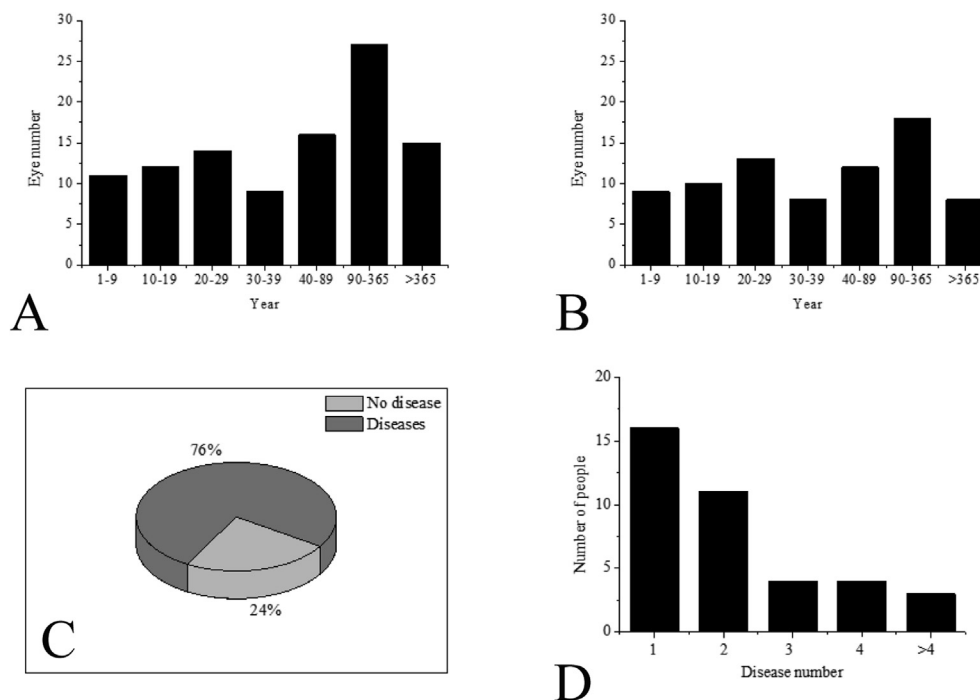 30
25
20
15
10
5
0
Eye number
1-9 10-19 20-29 30-39 40-89 90-365 >365
Year
A
30
25
20
15
10
5
0
Eye number
1-9 10-19 20-29 30-39 40-89 90-365 >365
Year
B
No disease
Diseases
76%
24%
C
20
15
10
5
0
Number of people
1 2 3 4 >4
Disease number
D